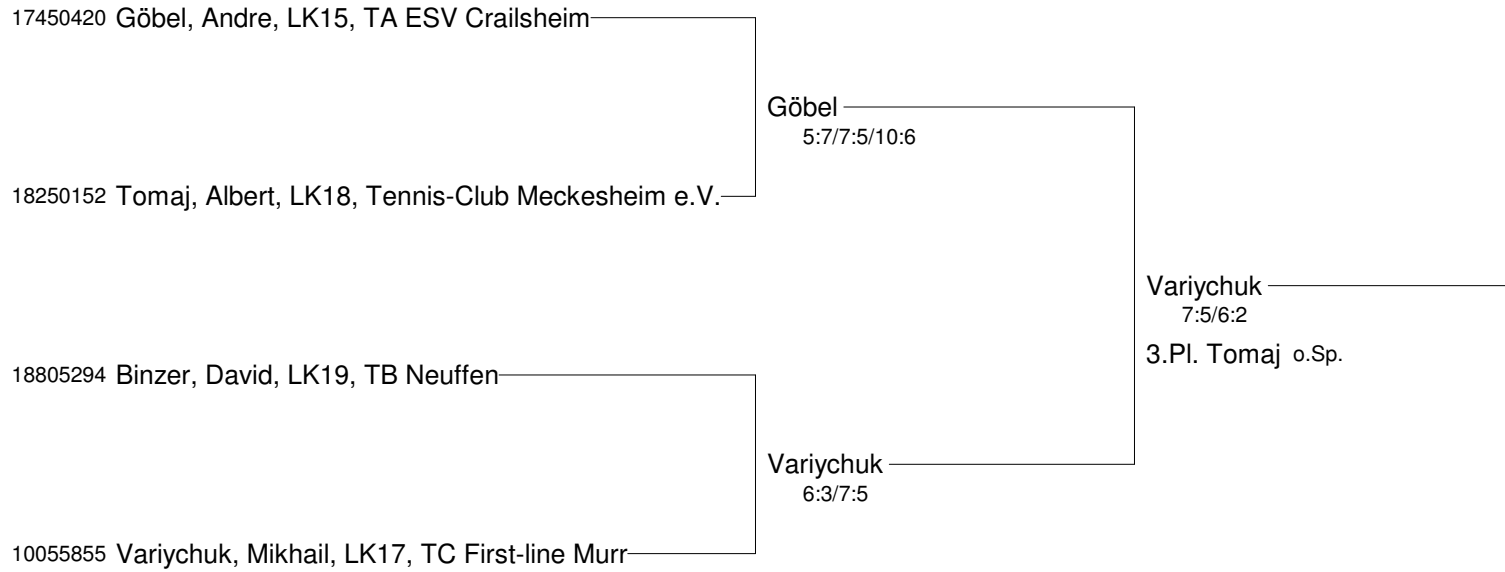 17450420 Göbel, Andre, LK15, TA ESV Crailsheim
Göbel
5:7/7:5/10:6
18250152 Tomaj, Albert, LK18, Tennis-Club Meckesheim e.V.
Variychuk
7:5/6:2
3.Pl. Tomaj o.Sp.
18805294 Binzer, David, LK19, TB Neuffen
Variychuk
6:3/7:5
10055855 Variychuk, Mikhail, LK17, TC First-line Murr